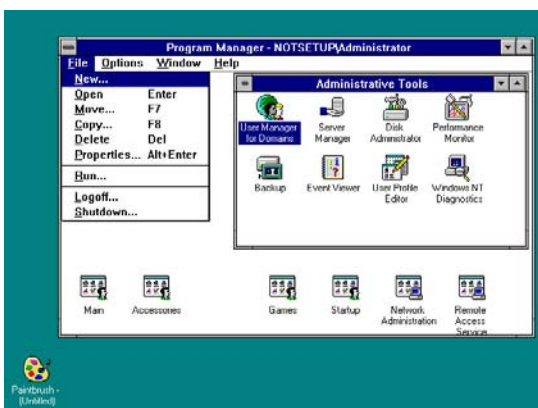 Program Manager - NOTSETUP\Administrator
File Options Window Help
New...
Open Enter
Move... F7
Copy... F8
Delete Del
Properties... Alt+Enter
Run...
Logoff...
Shutdown...
Administrative Tools
User Manager for Domains
Server Manager
Disk Administrator
Performance Monitor
Backup
Event Viewer
User Profile Editor
Windows NT Diagnostics
Main
Accessories
Games
Startup
Network Administration
Remote Access Service
Paintbrush - (Untitled)